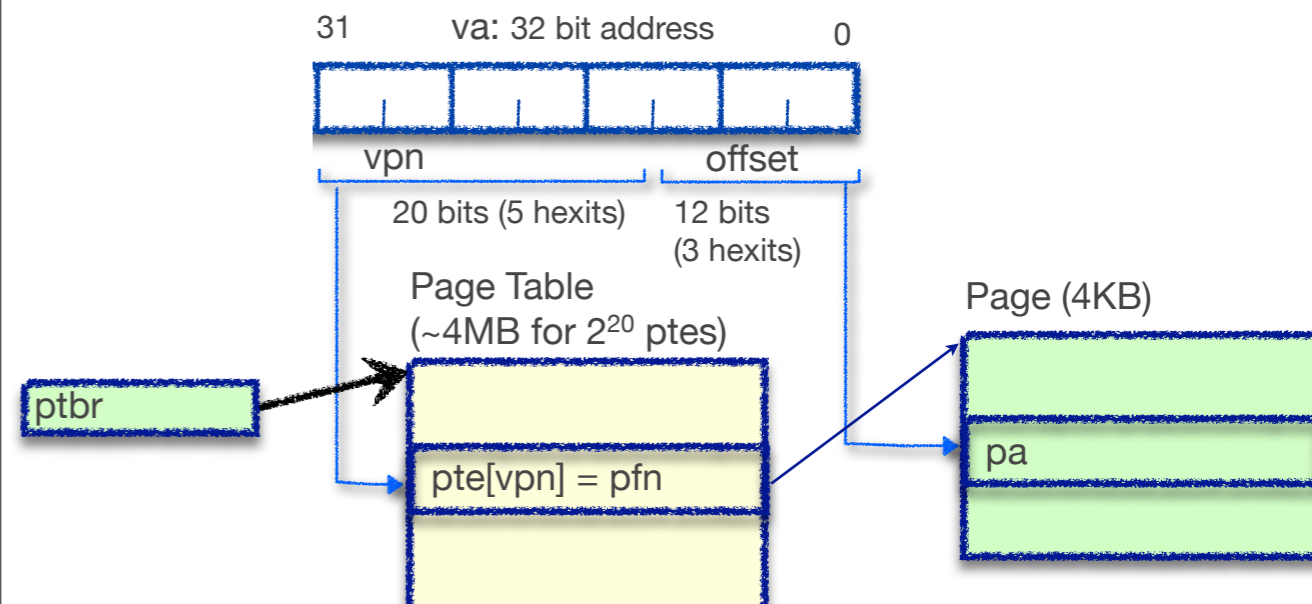 31 va: 32 bit address 0
vpn offset
20 bits (5 hexits) 12 bits
(3 hexits)
Page Table
(~4MB for 2²⁰ ptes)
Page (4KB)
ptbr
pte[vpn] = pfn
pa